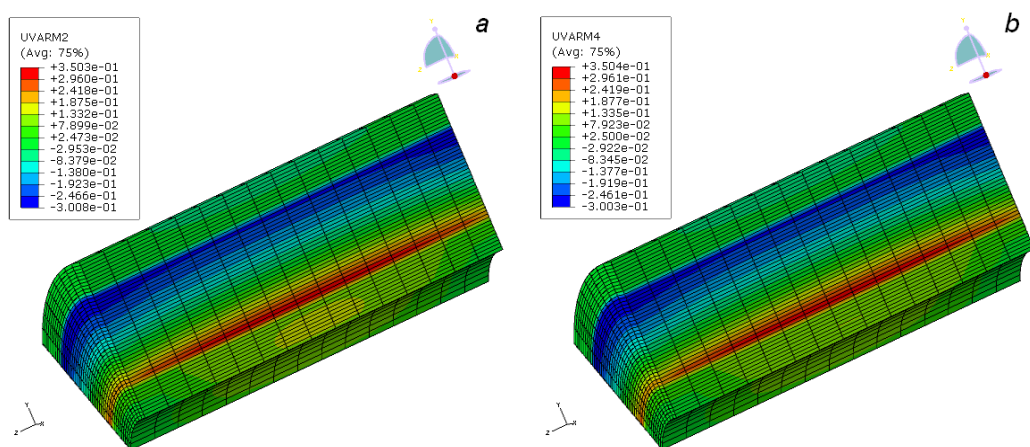 a
UVARM2
(Avg: 75%)
+3.503e-01
+2.960e-01
+2.418e-01
+1.875e-01
+1.332e-01
+7.899e-02
+2.473e-02
-2.953e-02
-8.379e-02
-1.380e-01
-1.923e-01
-2.466e-01
-3.008e-01
Y
Z
X
Y
Z
X
b
UVARM4
(Avg: 75%)
+3.504e-01
+2.961e-01
+2.419e-01
+1.877e-01
+1.335e-01
+7.923e-02
+2.500e-02
-2.922e-02
-8.345e-02
-1.377e-01
-1.919e-01
-2.461e-01
-3.003e-01
Y
Z
X
Y
Z
X